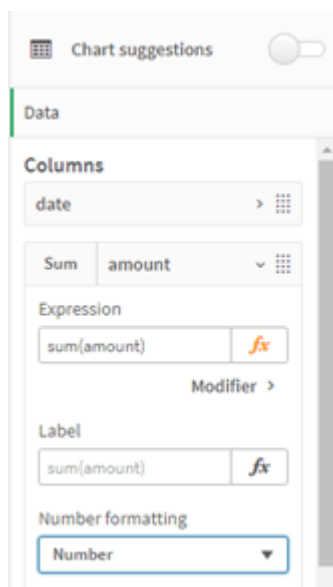 Chart suggestions
Data
Columns
date
Sum amount
Expression
sum(amount) fx
Modifier
Label
sum(amount) fx
Number formatting
Number